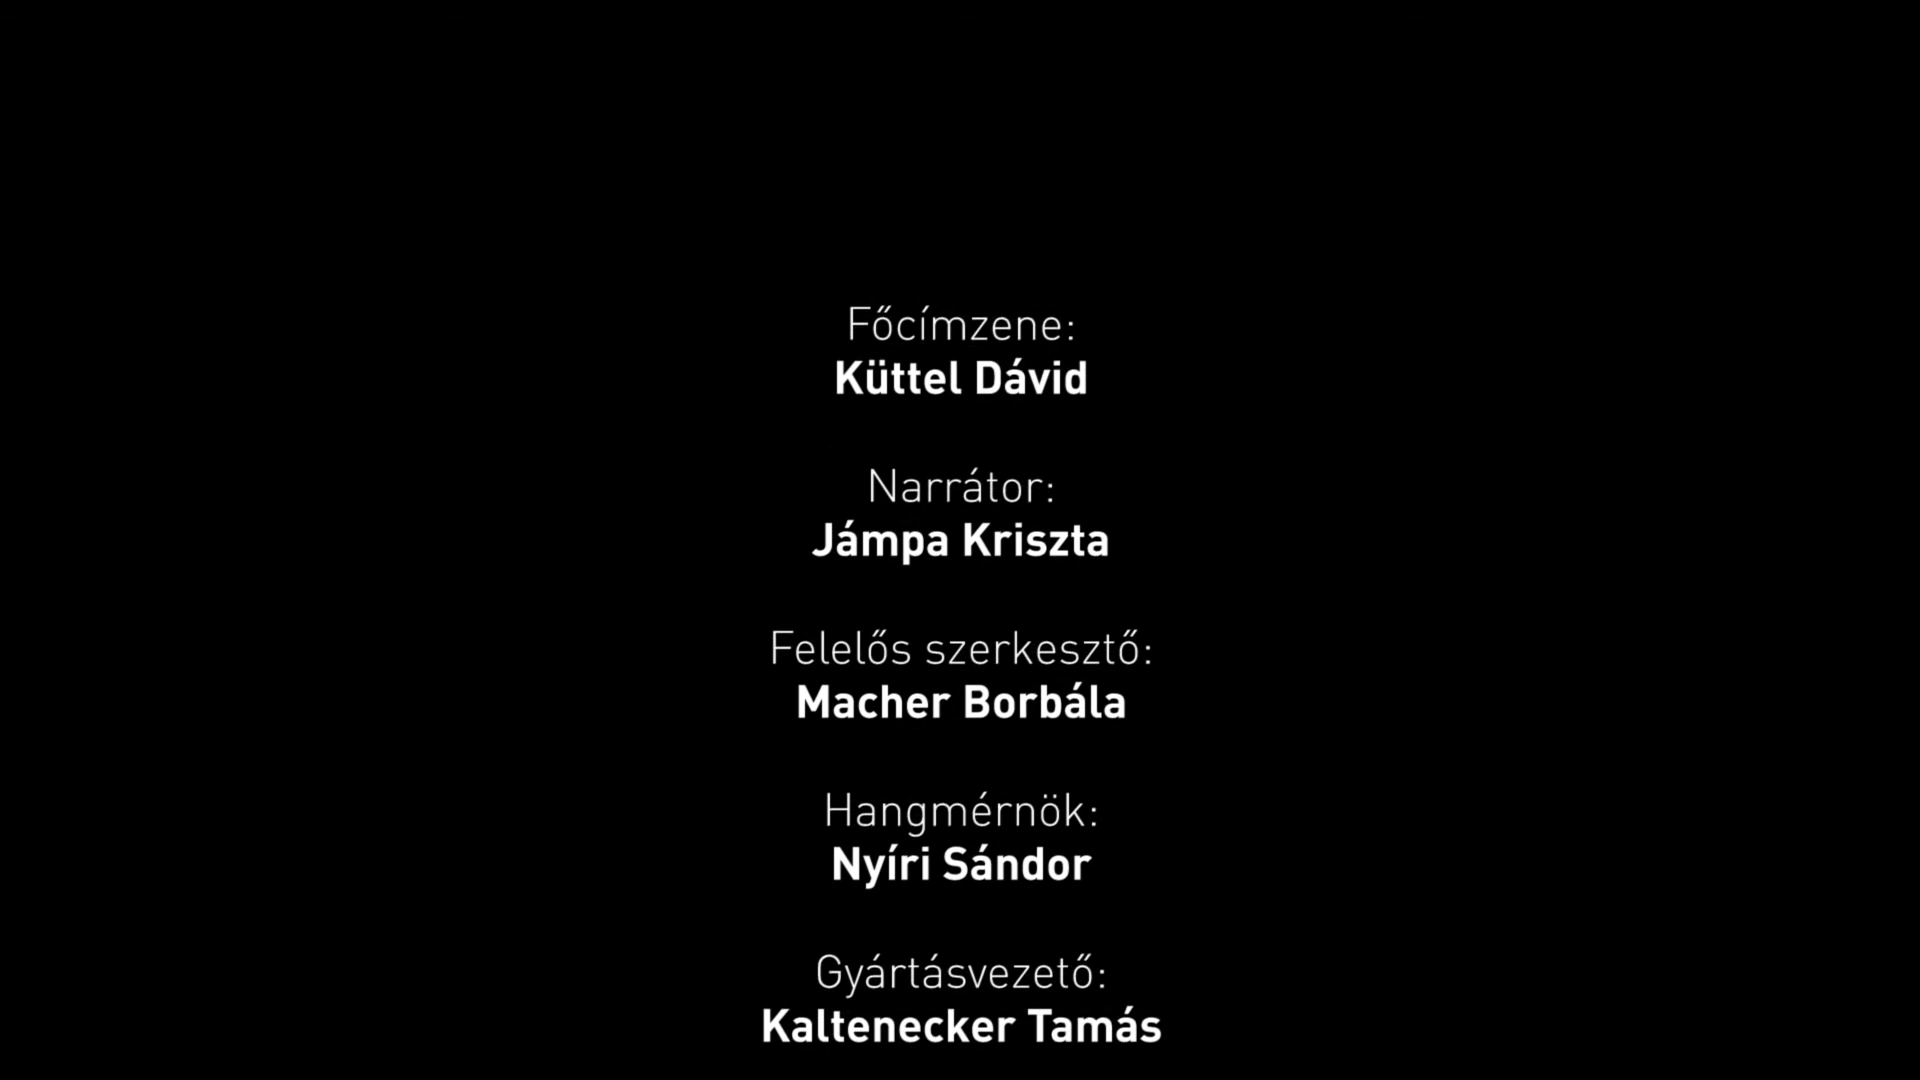 Főcímzene:
Küttel Dávid
Narrátor:
Jámpa Kriszta
Felelős szerkesztő:
Macher Borbála
Hangmérnök:
Nyíri Sándor
Gyártásvezető:
Kaltenecker Tamás